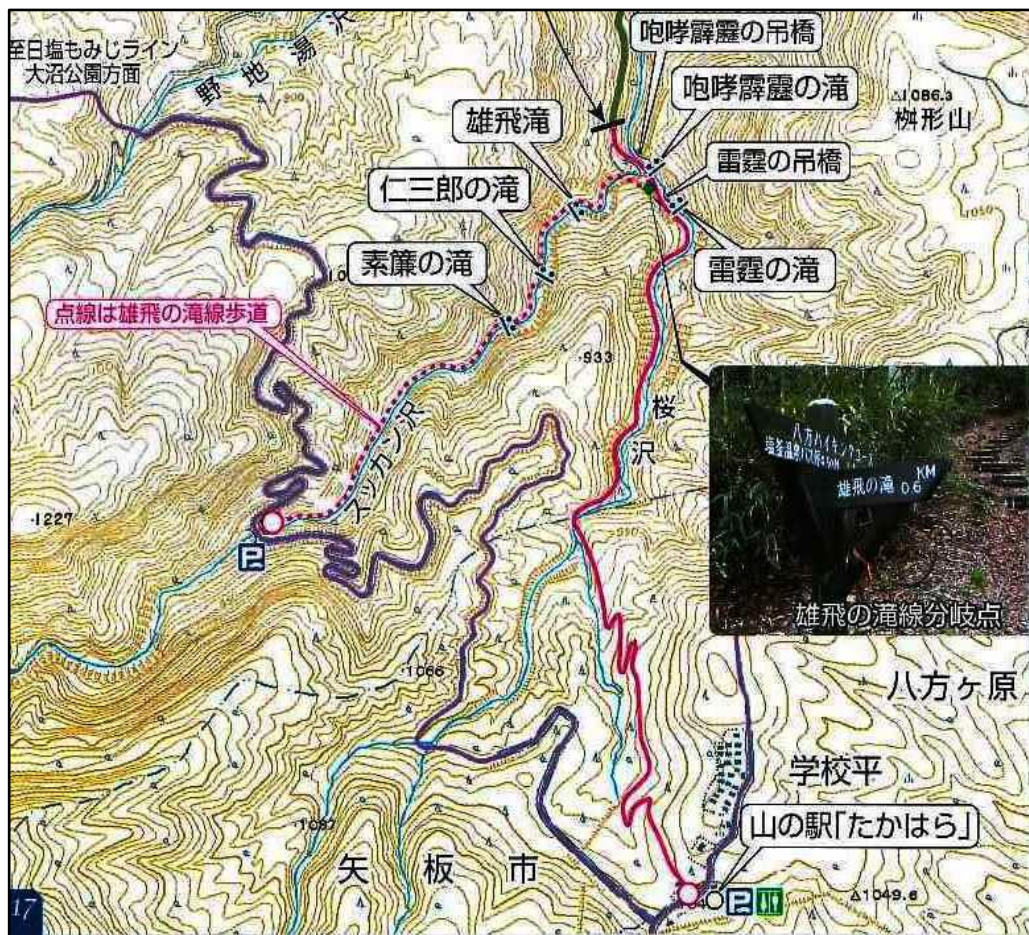 至日塩もみじライン
大沼公園方面
野地湯沢
咆哮霹靂の吊橋
咆哮霹靂の滝
△1086.3
桝形山
雄飛滝
雷霆の吊橋
仁三郎の滝
素簾の滝
雷霆の滝
点線は雄飛の滝線歩道
・933
桜沢
スッカン沢
八方ハイキングコース
雄飛の滝 0.6 KM
雄飛の滝線分岐点
・1227
P
・1066
八方ヶ原
学校平
山の駅「たかはら」
矢板市
P
△1049.6
17